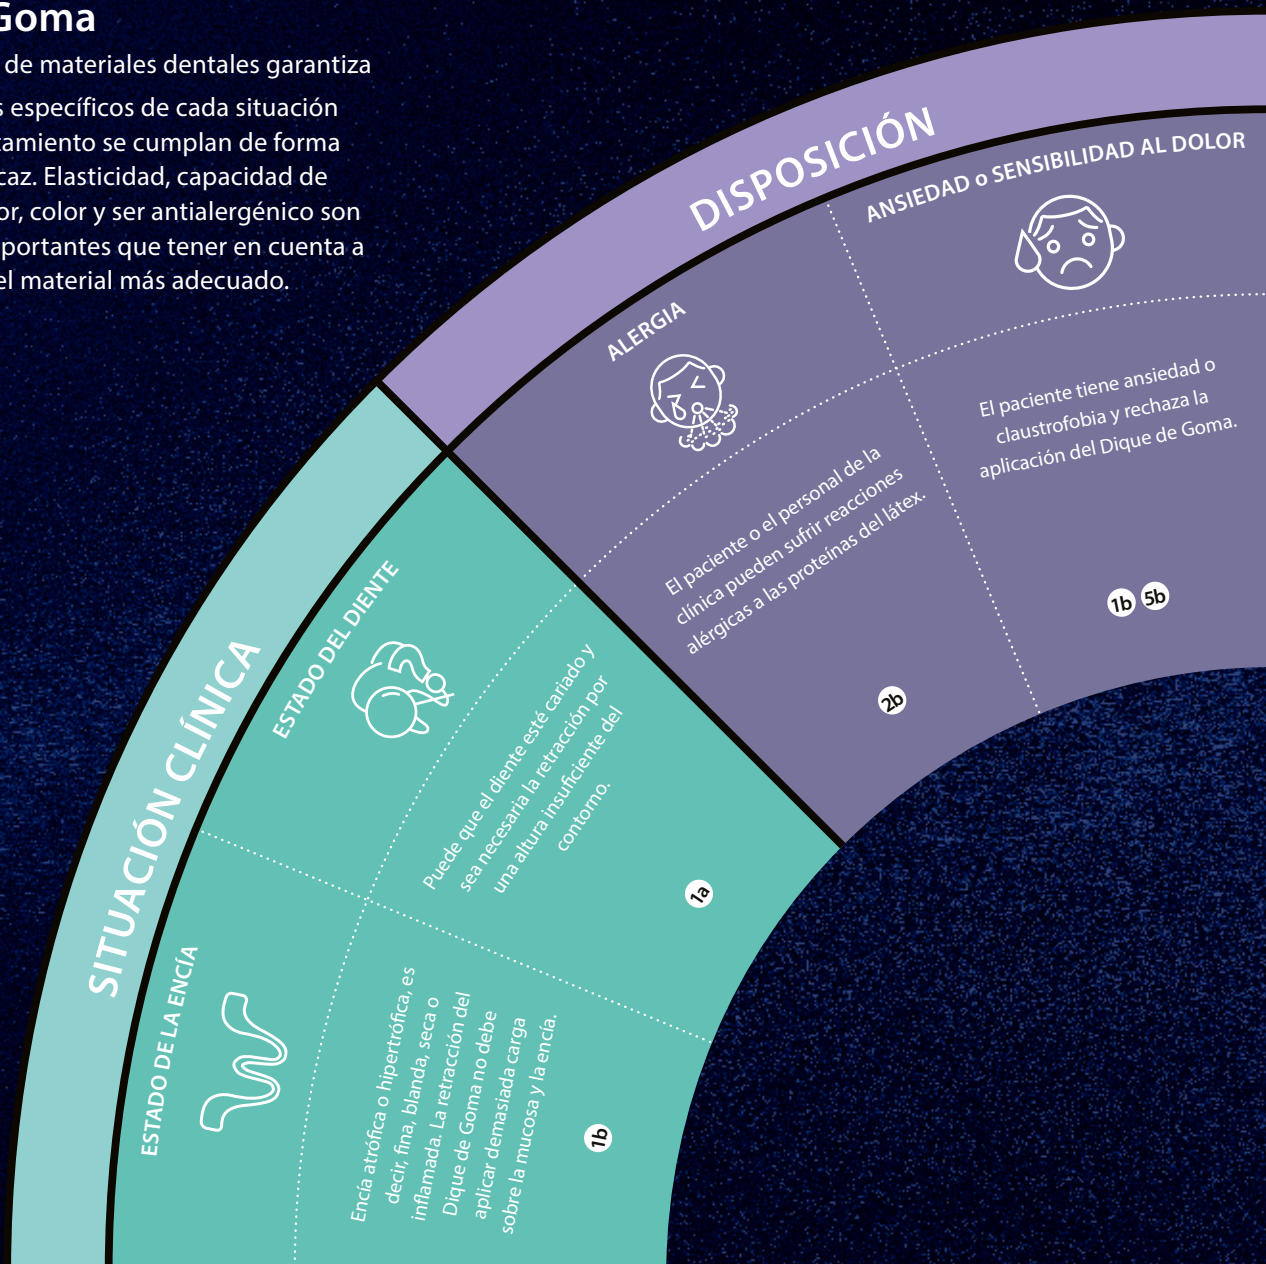 Goma
de materiales dentales garantiza
específicos de cada situación
se cumplan de forma
Elasticidad, capacidad de
color y ser antialergénico son
que tener en cuenta a
el material más adecuado.
DISPOSICIÓN
ANSIEDAD o SENSIBILIDAD AL DOLOR
El paciente tiene ansiedad o
claustrofobia y rechaza la
aplicación del Dique de Goma.
1b 5b
ALERGIA
El paciente o el personal de la
clínica pueden sufrir reacciones
alérgicas a las proteínas del látex.
2b
SITUACIÓN CLÍNICA
ESTADO DEL DIENTE
Puede que el diente esté cariado y
sea necesaria la retracción por
una altura insuficiente del
contorno.
1a
ESTADO DE LA ENCÍA
Encía atrófica o hipertrófica, es
decir, fina, blanda, seca o
inflamada. La retracción del
Dique de Goma no debe
aplicar demasiada carga
sobre la mucosa y la encía.
1b